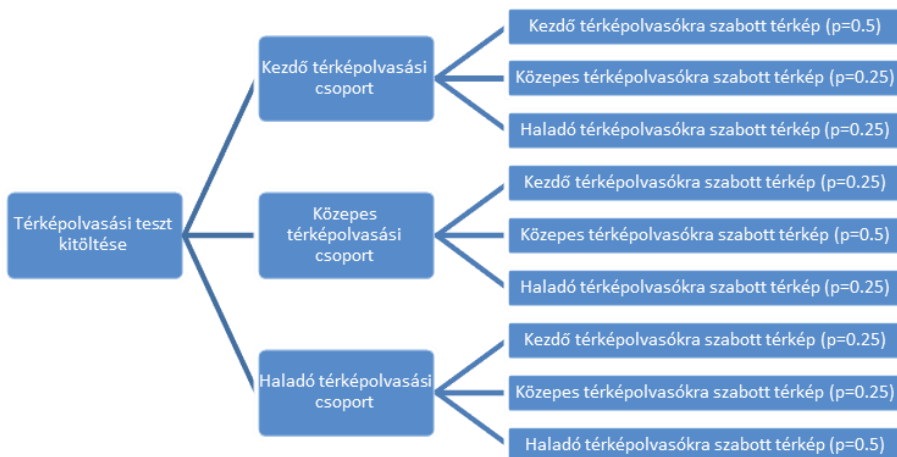 Térképolvasási teszt
kitöltése
Kezdő térképolvasási
csoport
Kezdő térképolvasókra szabott térkép (p=0.5)
Közepes térképolvasókra szabott térkép (p=0.25)
Haladó térképolvasókra szabott térkép (p=0.25)
Közepes
térképolvasási
csoport
Kezdő térképolvasókra szabott térkép (p=0.25)
Közepes térképolvasókra szabott térkép (p=0.5)
Haladó térképolvasókra szabott térkép (p=0.25)
Haladó térképolvasási
csoport
Kezdő térképolvasókra szabott térkép (p=0.25)
Közepes térképolvasókra szabott térkép (p=0.25)
Haladó térképolvasókra szabott térkép (p=0.5)